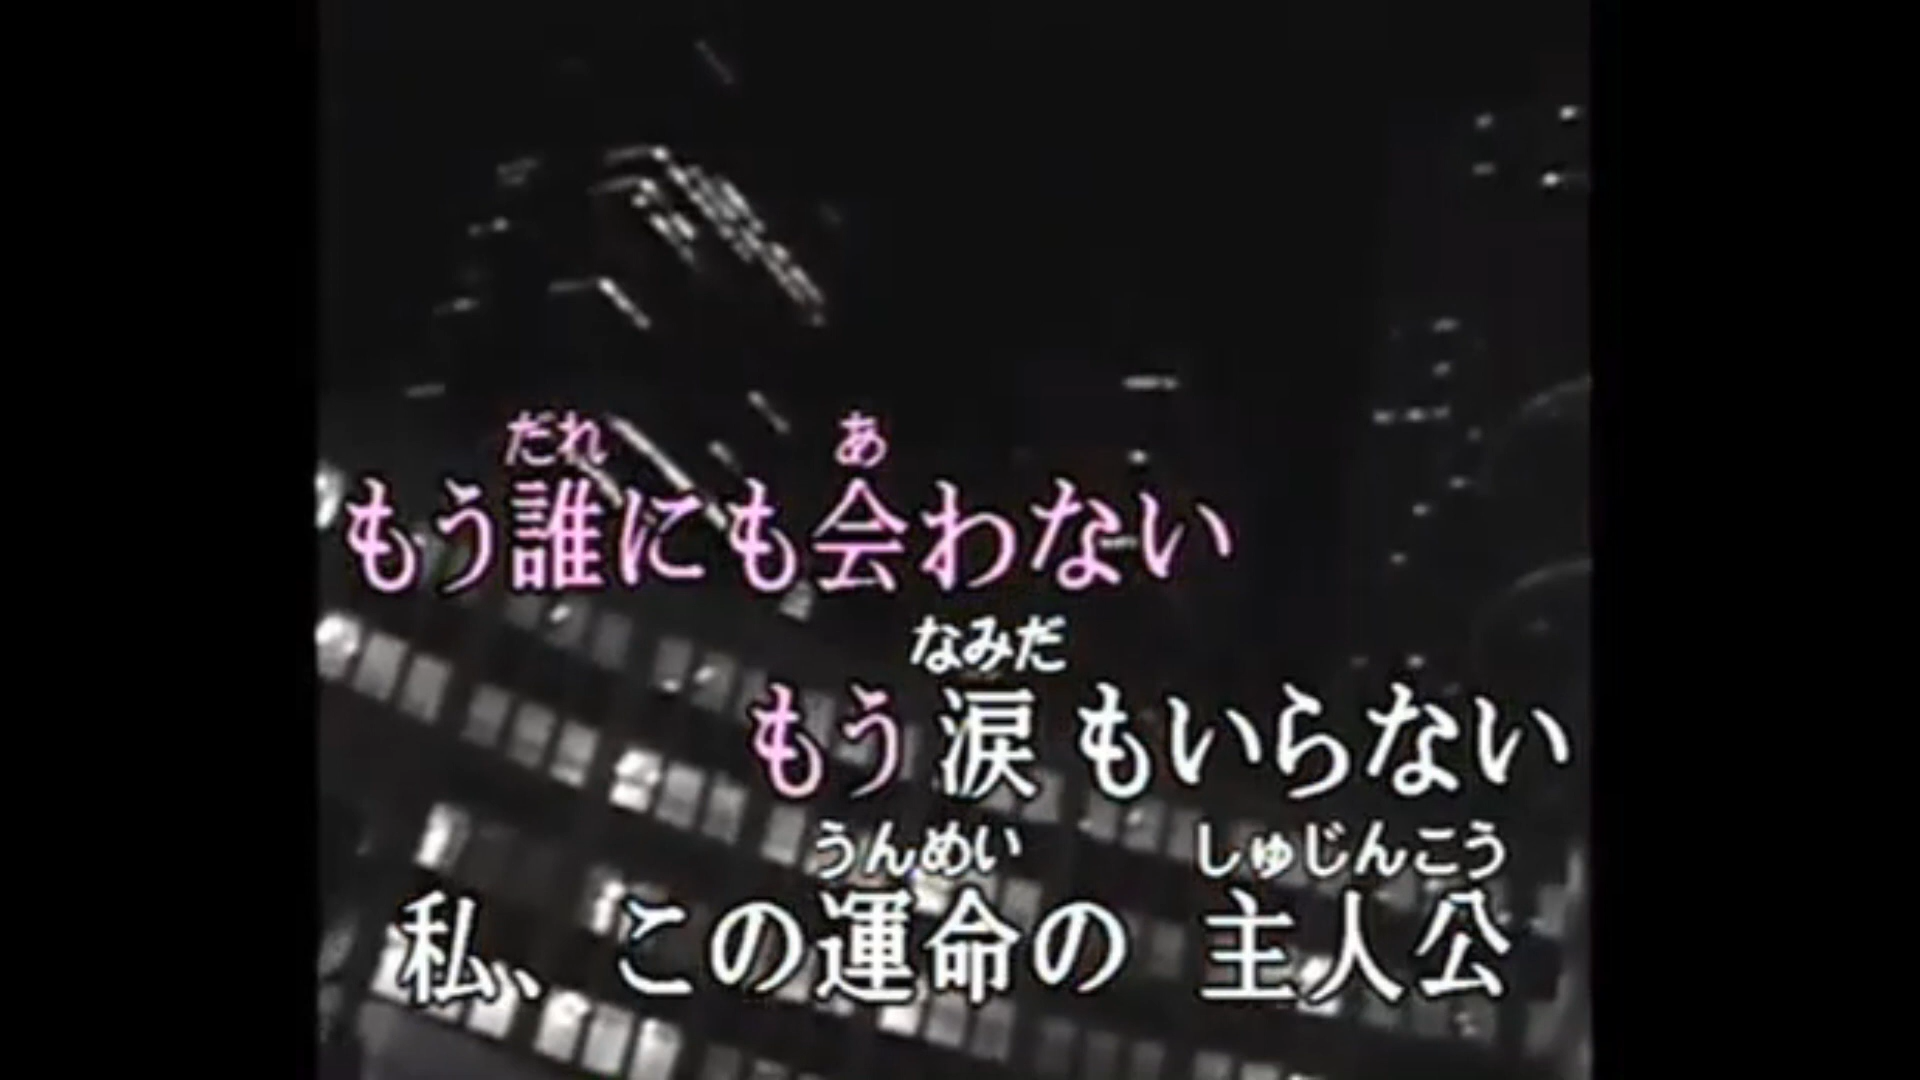 だれ あ
もう誰にも会わない
なみだ
もう涙もいらない
うんめい しゅじんこう
私、この運命の 主人公